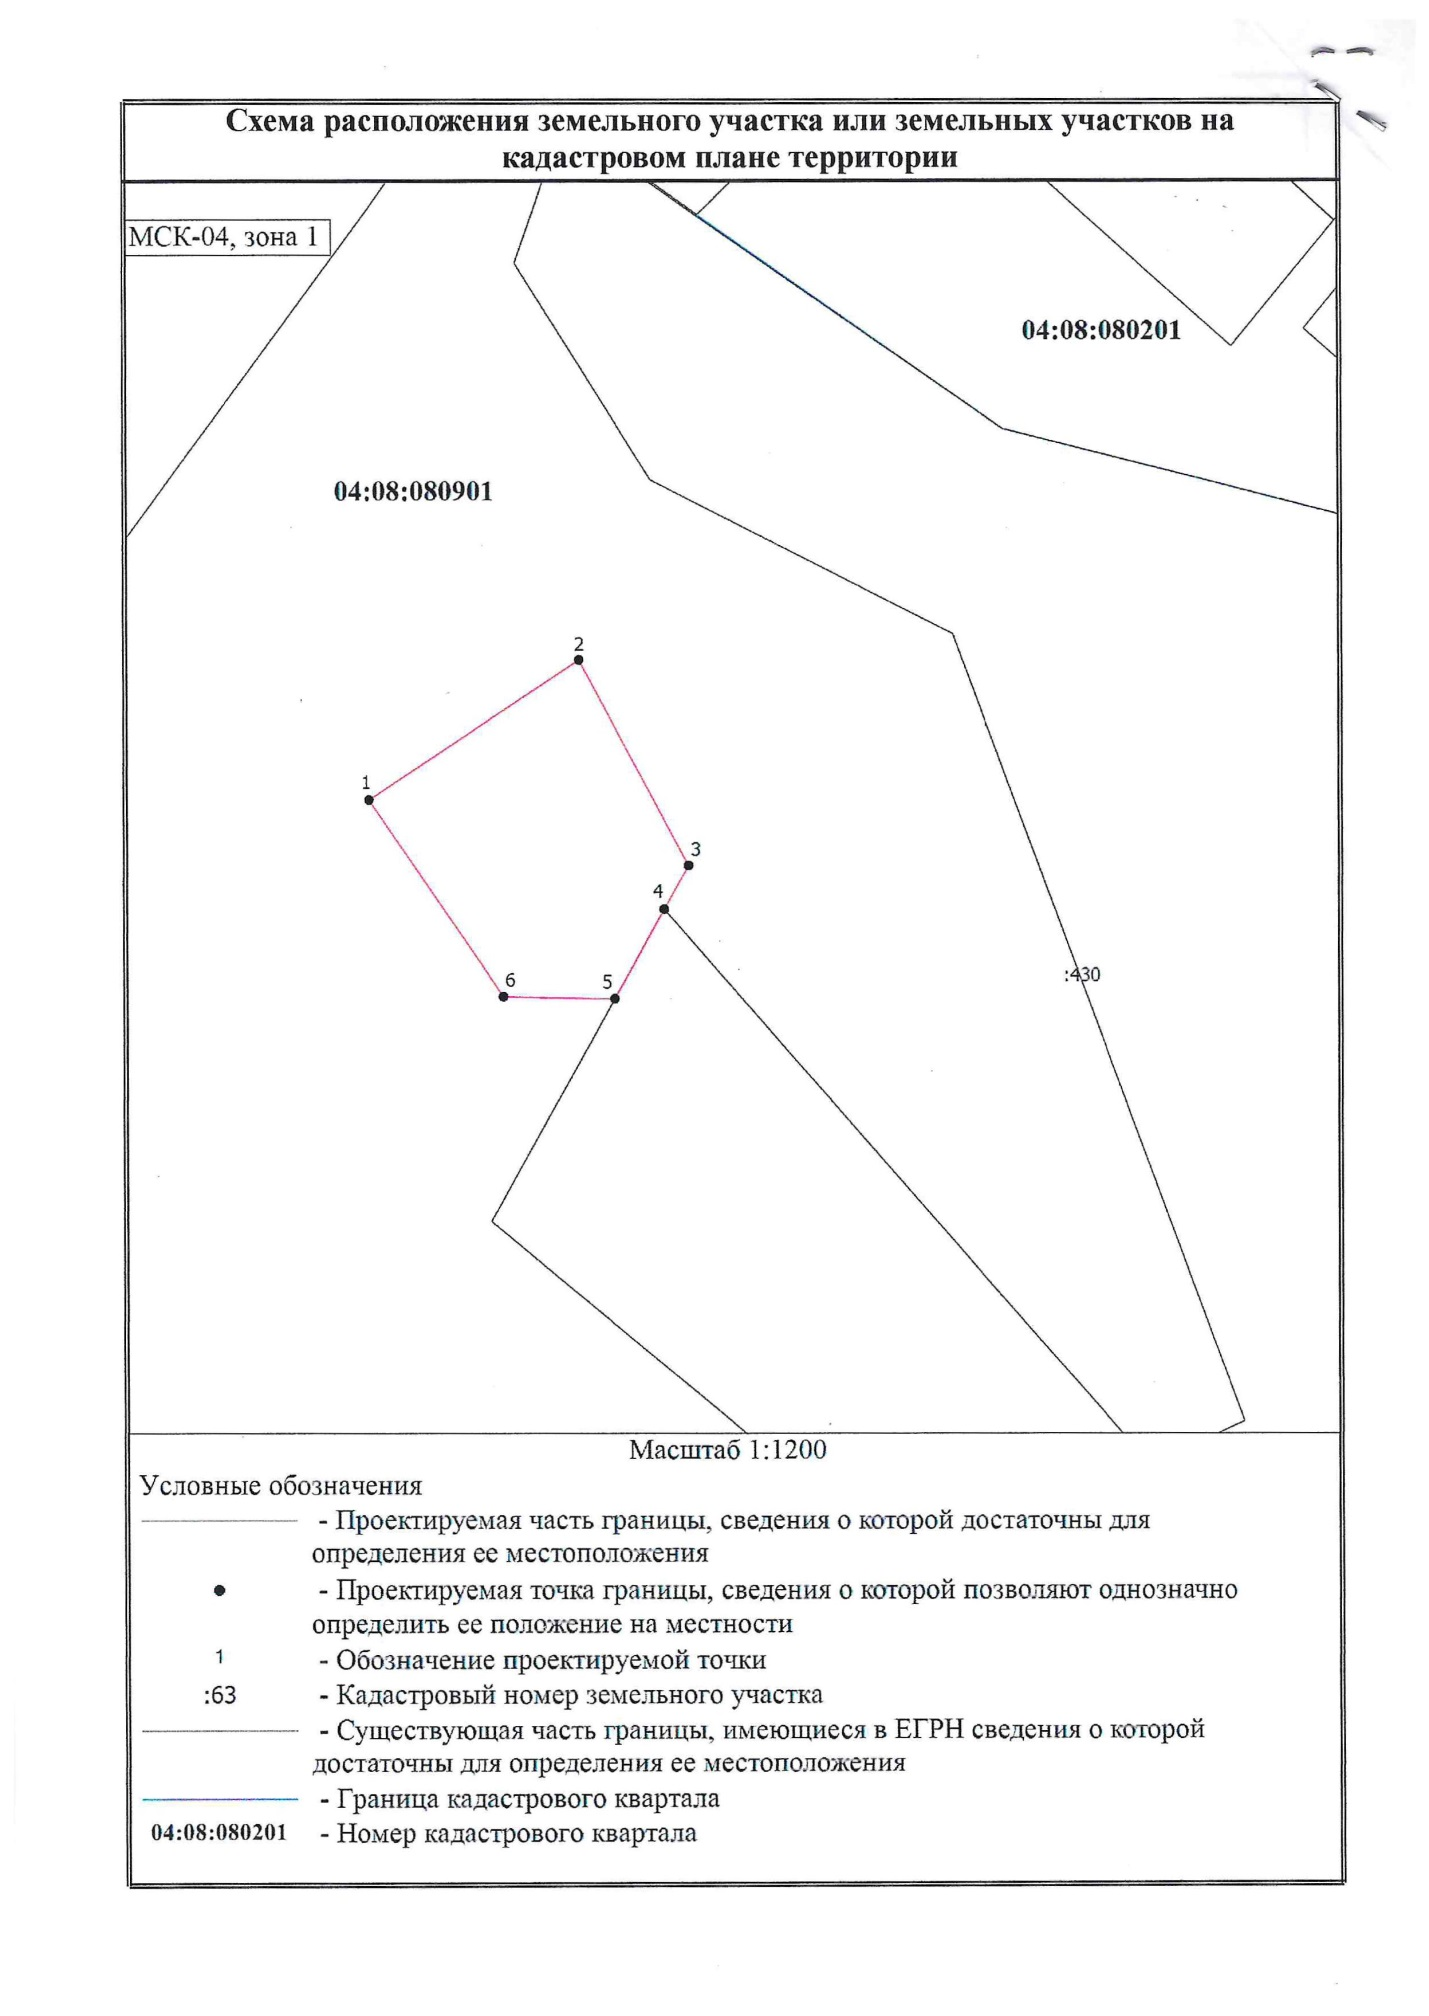 Схема расположения земельного участка или земельных участков на
кадастровом плане территории
МСК-04, зона 1
04:08:080201
04:08:080901
2
1
3
4
:430
6
5
Масштаб 1:1200
Условные обозначения
- Проектируемая часть границы, сведения о которой достаточны для
определения ее местоположения
- Проектируемая точка границы, сведения о которой позволяют однозначно
определить ее положение на местности
1 - Обозначение проектируемой точки
:63 - Кадастровый номер земельного участка
- Существующая часть границы, имеющиеся в ЕГРН сведения о которой
достаточны для определения ее местоположения
- Граница кадастрового квартала
04:08:080201 - Номер кадастрового квартала